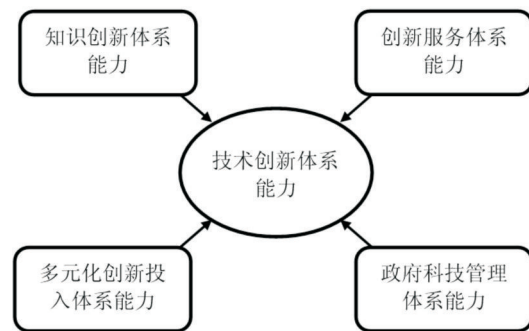 知识创新体系
能力
创新服务体系
能力
技术创新体系
能力
多元化创新投
入体系能力
政府科技管理
体系能力